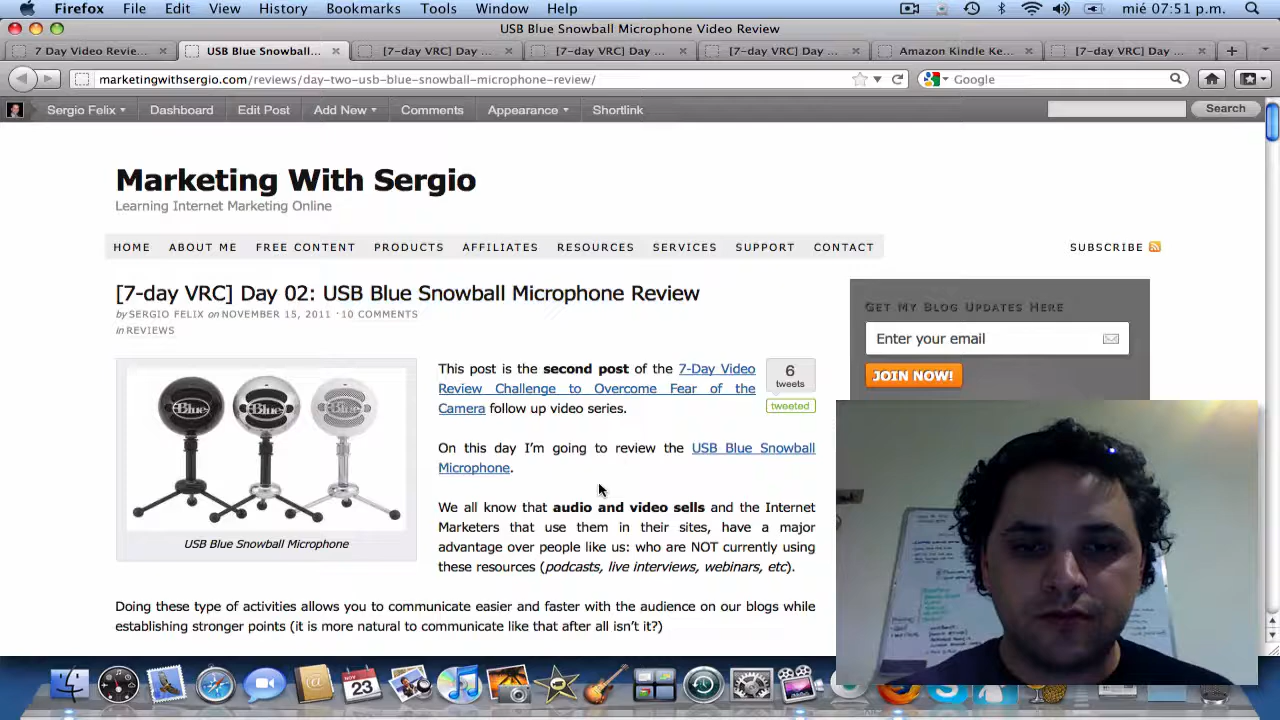 Firefox File Edit View History Bookmarks Tools Window Help mié 07:51 p.m.
USB Blue Snowball Microphone Video Review
7 Day Video Revie... USB Blue Snowball... [7-day VRC] Day ... [7-day VRC] Day ... [7-day VRC] Day ... Amazon Kindle Ke... [7-day VRC] Day ...
marketingwithsergio.com/reviews/day-two-usb-blue-snowball-microphone-review/ Google
Sergio Felix Dashboard Edit Post Add New Comments Appearance Shortlink Search
Marketing With Sergio
Learning Internet Marketing Online
HOME ABOUT ME FREE CONTENT PRODUCTS AFFILIATES RESOURCES SERVICES SUPPORT CONTACT SUBSCRIBE
[7-day VRC] Day 02: USB Blue Snowball Microphone Review
by SERGIO FELIX on NOVEMBER 15, 2011 · 10 COMMENTS
in REVIEWS
Blue Blue Blue
USB Blue Snowball Microphone
This post is the second post of the 7-Day Video
Review Challenge to Overcome Fear of the
Camera follow up video series.
6
tweets
tweeted
On this day I'm going to review the USB Blue Snowball
Microphone.
We all know that audio and video sells and the Internet
Marketers that use them in their sites, have a major
advantage over people like us: who are NOT currently using
these resources (podcasts, live interviews, webinars, etc).
Doing these type of activities allows you to communicate easier and faster with the audience on our blogs while
establishing stronger points (it is more natural to communicate like that after all isn't it?)
Get My Blog Updates Here
Enter your email
JOIN NOW!
23